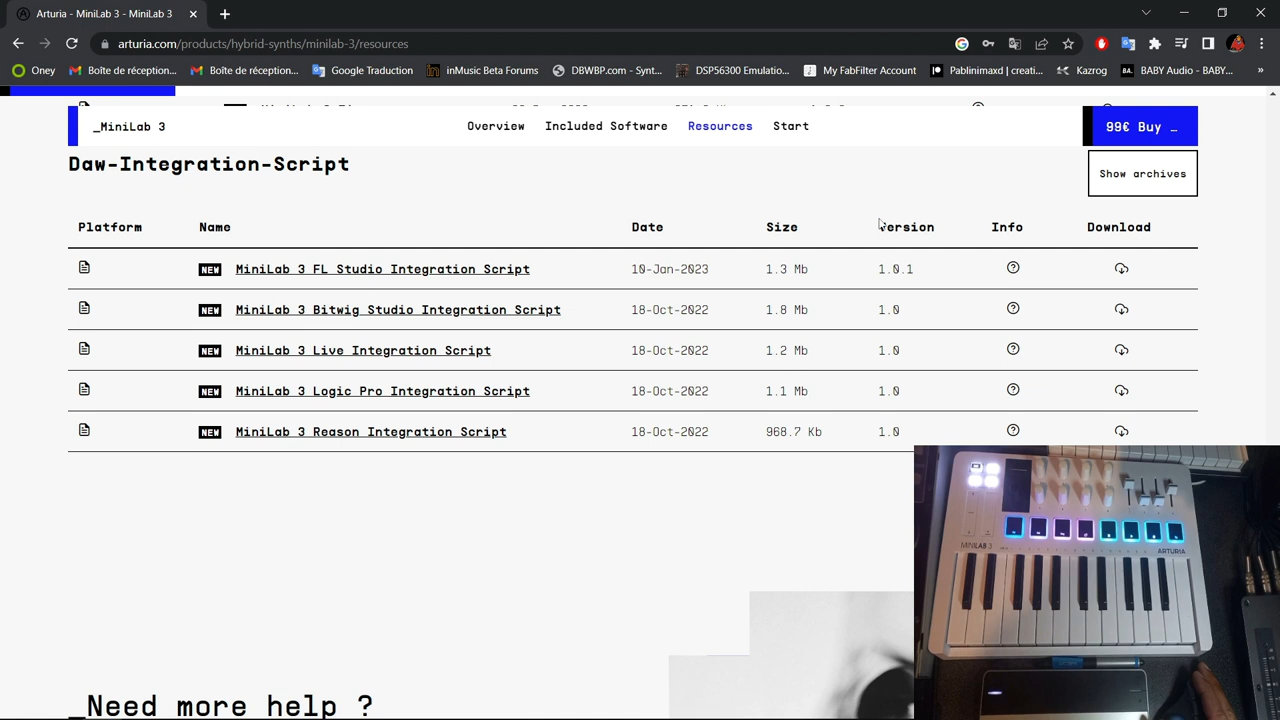 Arturia - MiniLab 3 - MiniLab 3
arturia.com/products/hybrid-synths/minilab-3/resources
Oney
Boîte de réception...
Boîte de réception...
Google Traduction
inMusic Beta Forums
DBWBP.com - Synt...
DSP56300 Emulatio...
My FabFilter Account
Pablinimaxd | creati...
Kazrog
BABY Audio - BABY...
_MiniLab 3
Overview
Included Software
Resources
Start
99€ Buy _
Daw-Integration-Script
Show archives
Platform Name Date Size Version Info Download
NEW MiniLab 3 FL Studio Integration Script 10-Jan-2023 1.3 Mb 1.0.1
NEW MiniLab 3 Bitwig Studio Integration Script 18-Oct-2022 1.8 Mb 1.0
NEW MiniLab 3 Live Integration Script 18-Oct-2022 1.2 Mb 1.0
NEW MiniLab 3 Logic Pro Integration Script 18-Oct-2022 1.1 Mb 1.0
NEW MiniLab 3 Reason Integration Script 18-Oct-2022 968.7 Kb 1.0
MINILAB 3
ARTURIA
_Need more help ?